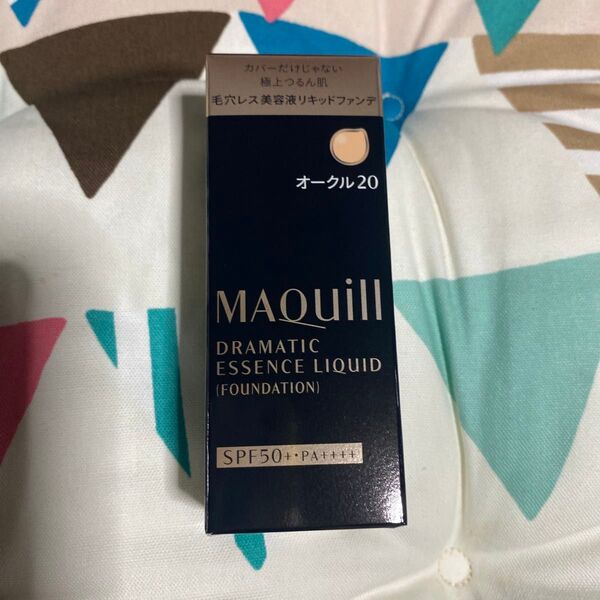 カバーだけじゃない
極上つるん肌
毛穴レス美容液リキッドファンデ
オークル20
MAQuill
DRAMATIC
ESSENCE LIQUID
(FOUNDATION)
SPF50+・PA++++